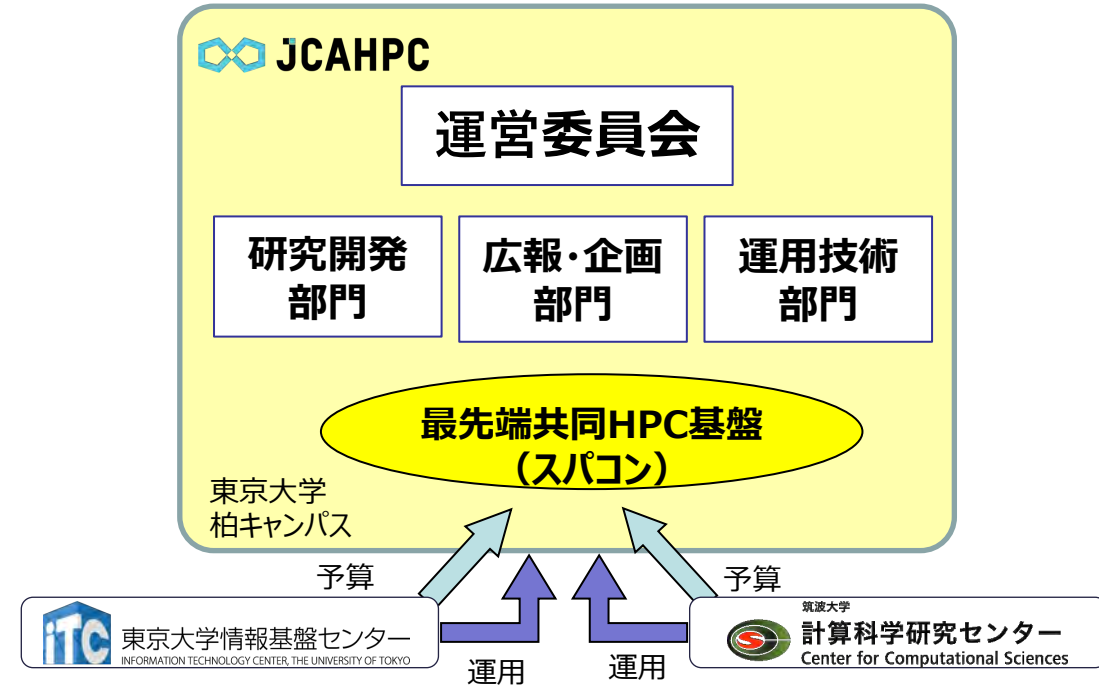 JCAHPC
運営委員会
研究開発
部門
広報・企画
部門
運用技術
部門
最先端共同HPC基盤
（スパコン）
東京大学
柏キャンパス
予算
予算
iTC
東京大学情報基盤センター
INFORMATION TECHNOLOGY CENTER, THE UNIVERSITY OF TOKYO
運用
運用
筑波大学
計算科学研究センター
Center for Computational Sciences